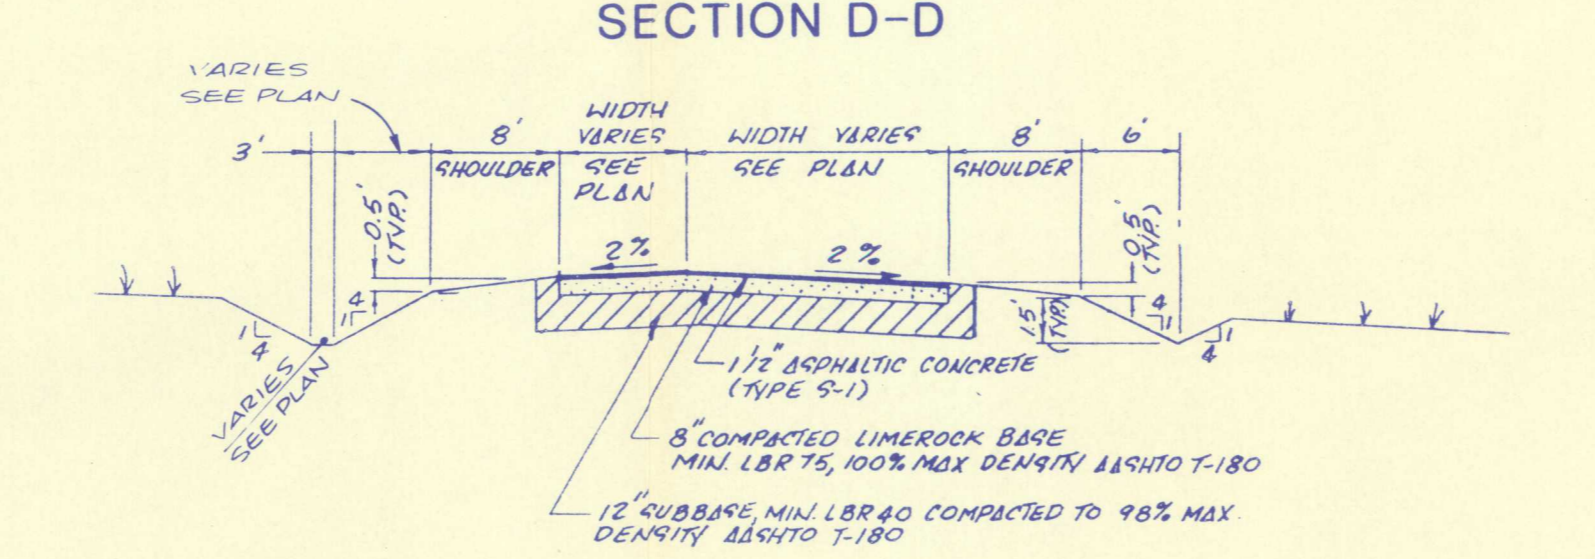 SECTION D-D
VARIES
SEE PLAN
3'
8'
SHOULDER
WIDTH
VARIES
SEE
PLAN
WIDTH VARIES
SEE PLAN
8'
SHOULDER
6'
0.5'
(TYP.)
2%
2%
0.5'
(TYP.)
1
4
1
4
1.5'
(TYP.)
4
1
1
4
VARIES
SEE PLAN
1 1/2" ASPHALTIC CONCRETE
(TYPE S-1)
8" COMPACTED LIMEROCK BASE
MIN. LBR 75, 100% MAX DENSITY AASHTO T-180
12" SUBBASE, MIN. LBR 40 COMPACTED TO 98% MAX.
DENSITY AASHTO T-180